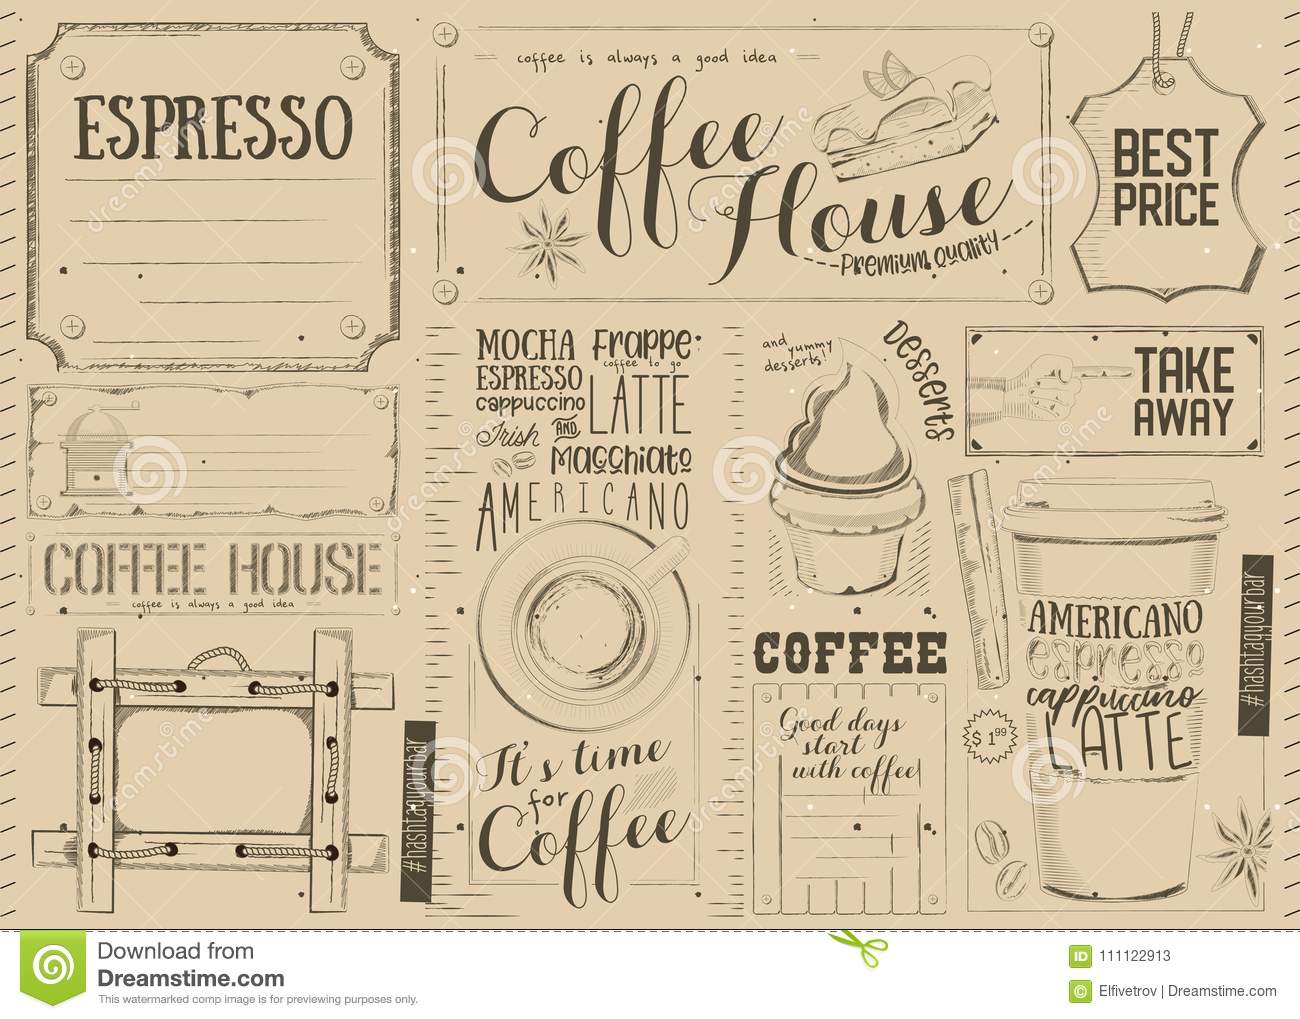 ESPRESSO
coffee is always a good idea
Coffee
House
Premium Quality
BEST
PRICE
MOCHA
ESPRESSO
cappuccino
Irish
AND
Frappe
coffee to go
LATTE
Macchiato
AMERICANO
and yummy
desserts!
Desserts
TAKE
AWAY
COFFEE HOUSE
coffee is always a good idea
#hashtagyourbar
It's time
for
Coffee
COFFEE
Good days
start
with coffee
AMERICANO
espresso
cappuccino
LATTE
$ 1.99
#hashtagyourbar
dreamstime
Download from
Dreamstime.com
This watermarked comp image is for previewing purposes only.
ID 111122913
© Elfivetrov | Dreamstime.com